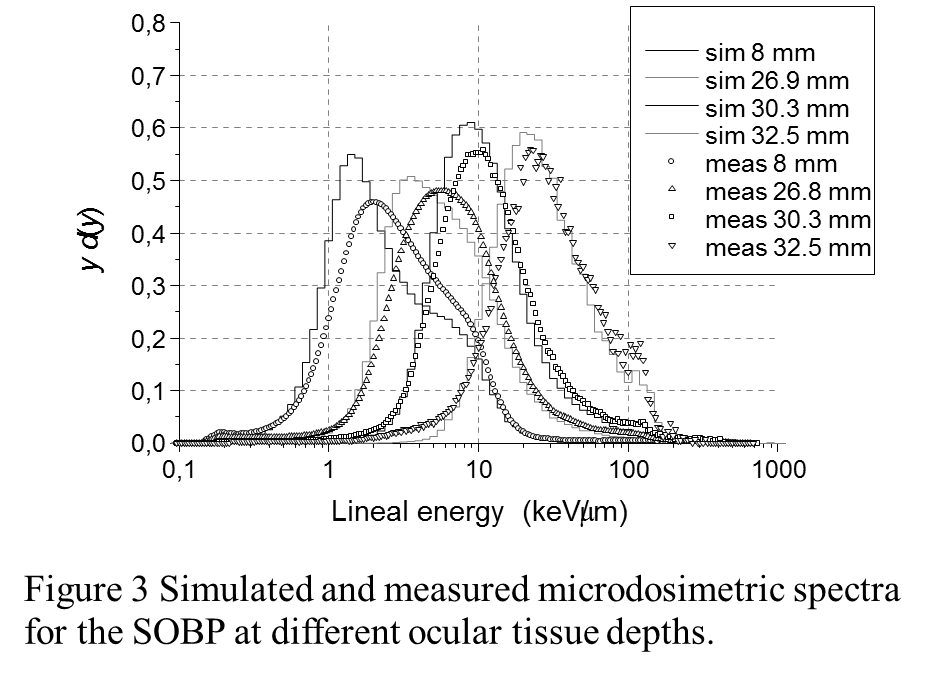 0,8
0,7
0,6
0,5
0,4
0,3
0,2
0,1
0,0
y d(y)
0,1 1 10 100 1000
Lineal energy (keV/μm)
sim 8 mm
sim 26.9 mm
sim 30.3 mm
sim 32.5 mm
meas 8 mm
meas 26.8 mm
meas 30.3 mm
meas 32.5 mm
Figure 3 Simulated and measured microdosimetric spectra
for the SOBP at different ocular tissue depths.